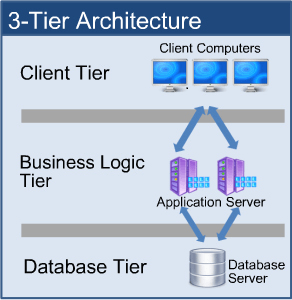 3-Tier Architecture
Client Computers
Client Tier
Business Logic
Tier
Application Server
Database Tier
Database
Server